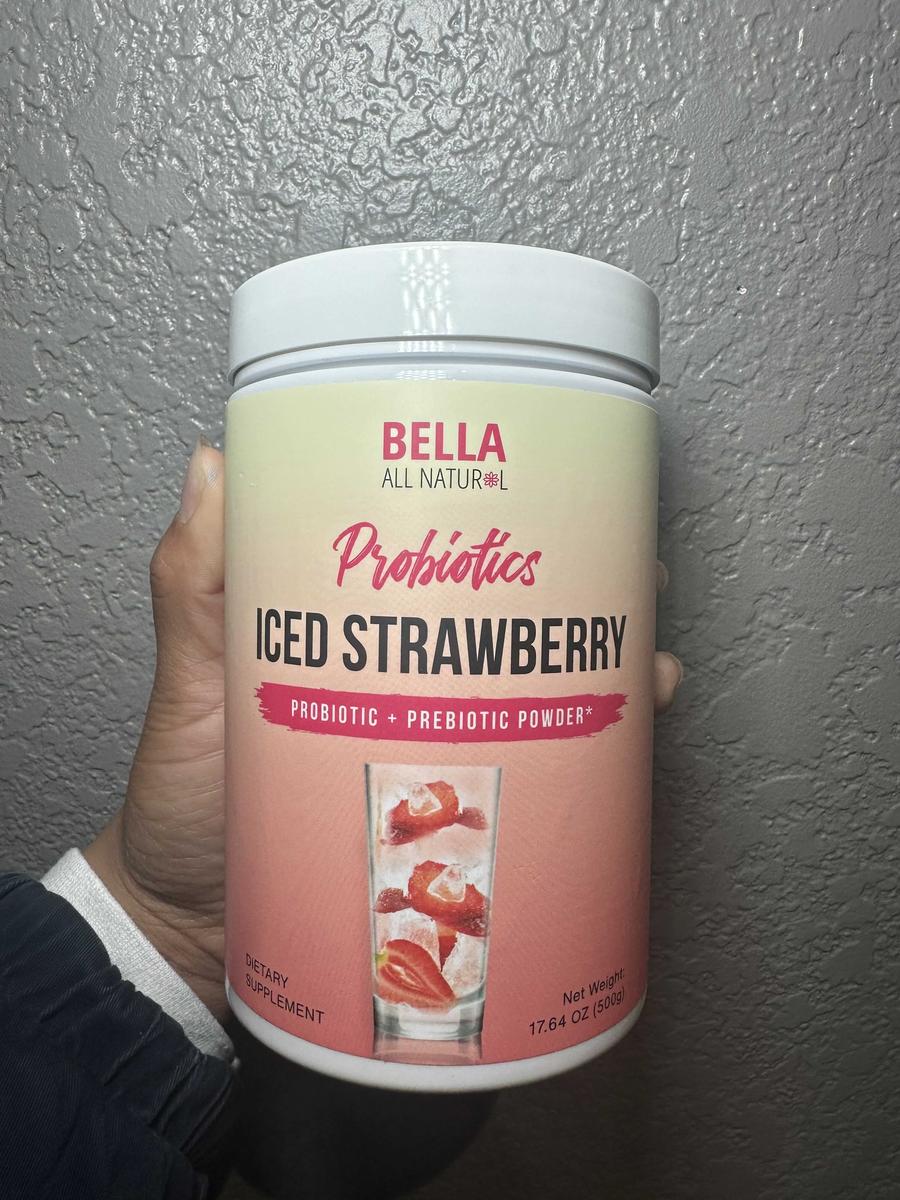 BELLA
ALL NATURAL
Probiotics
ICED STRAWBERRY
PROBIOTIC + PREBIOTIC POWDER*
DIETARY
SUPPLEMENT
Net Weight:
17.64 OZ (500g)